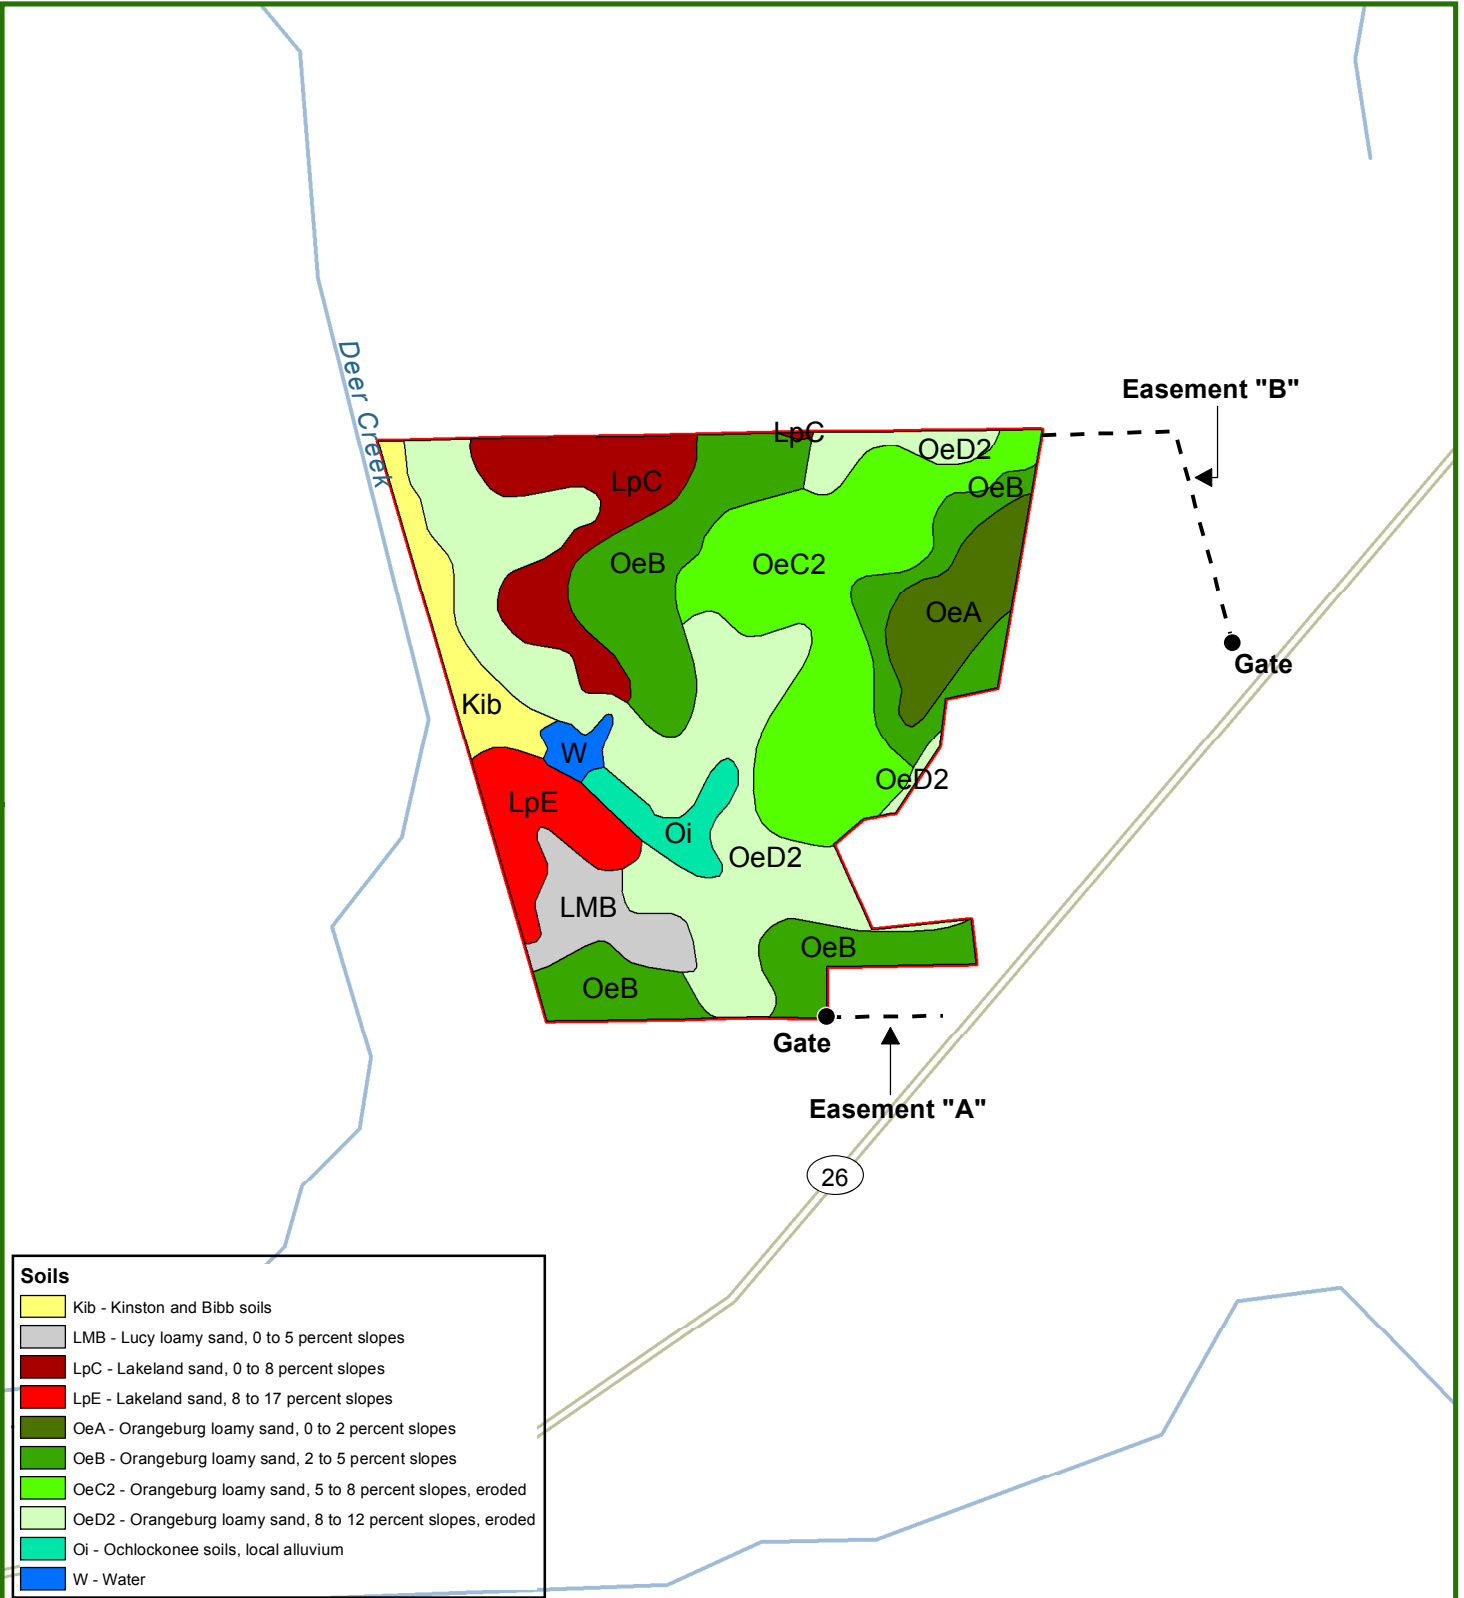 Deer Creek
Easement "B"
LpC
OeD2
LpC
OeB
OeB
OeC2
OeA
Gate
Kib
W
OeD2
LpE
Oi
OeD2
LMB
OeB
OeB
Gate
Easement "A"
26
Soils
Kib - Kinston and Bibb soils
LMB - Lucy loamy sand, 0 to 5 percent slopes
LpC - Lakeland sand, 0 to 8 percent slopes
LpE - Lakeland sand, 8 to 17 percent slopes
OeA - Orangeburg loamy sand, 0 to 2 percent slopes
OeB - Orangeburg loamy sand, 2 to 5 percent slopes
OeC2 - Orangeburg loamy sand, 5 to 8 percent slopes, eroded
OeD2 - Orangeburg loamy sand, 8 to 12 percent slopes, eroded
Oi - Ochlockonee soils, local alluvium
W - Water